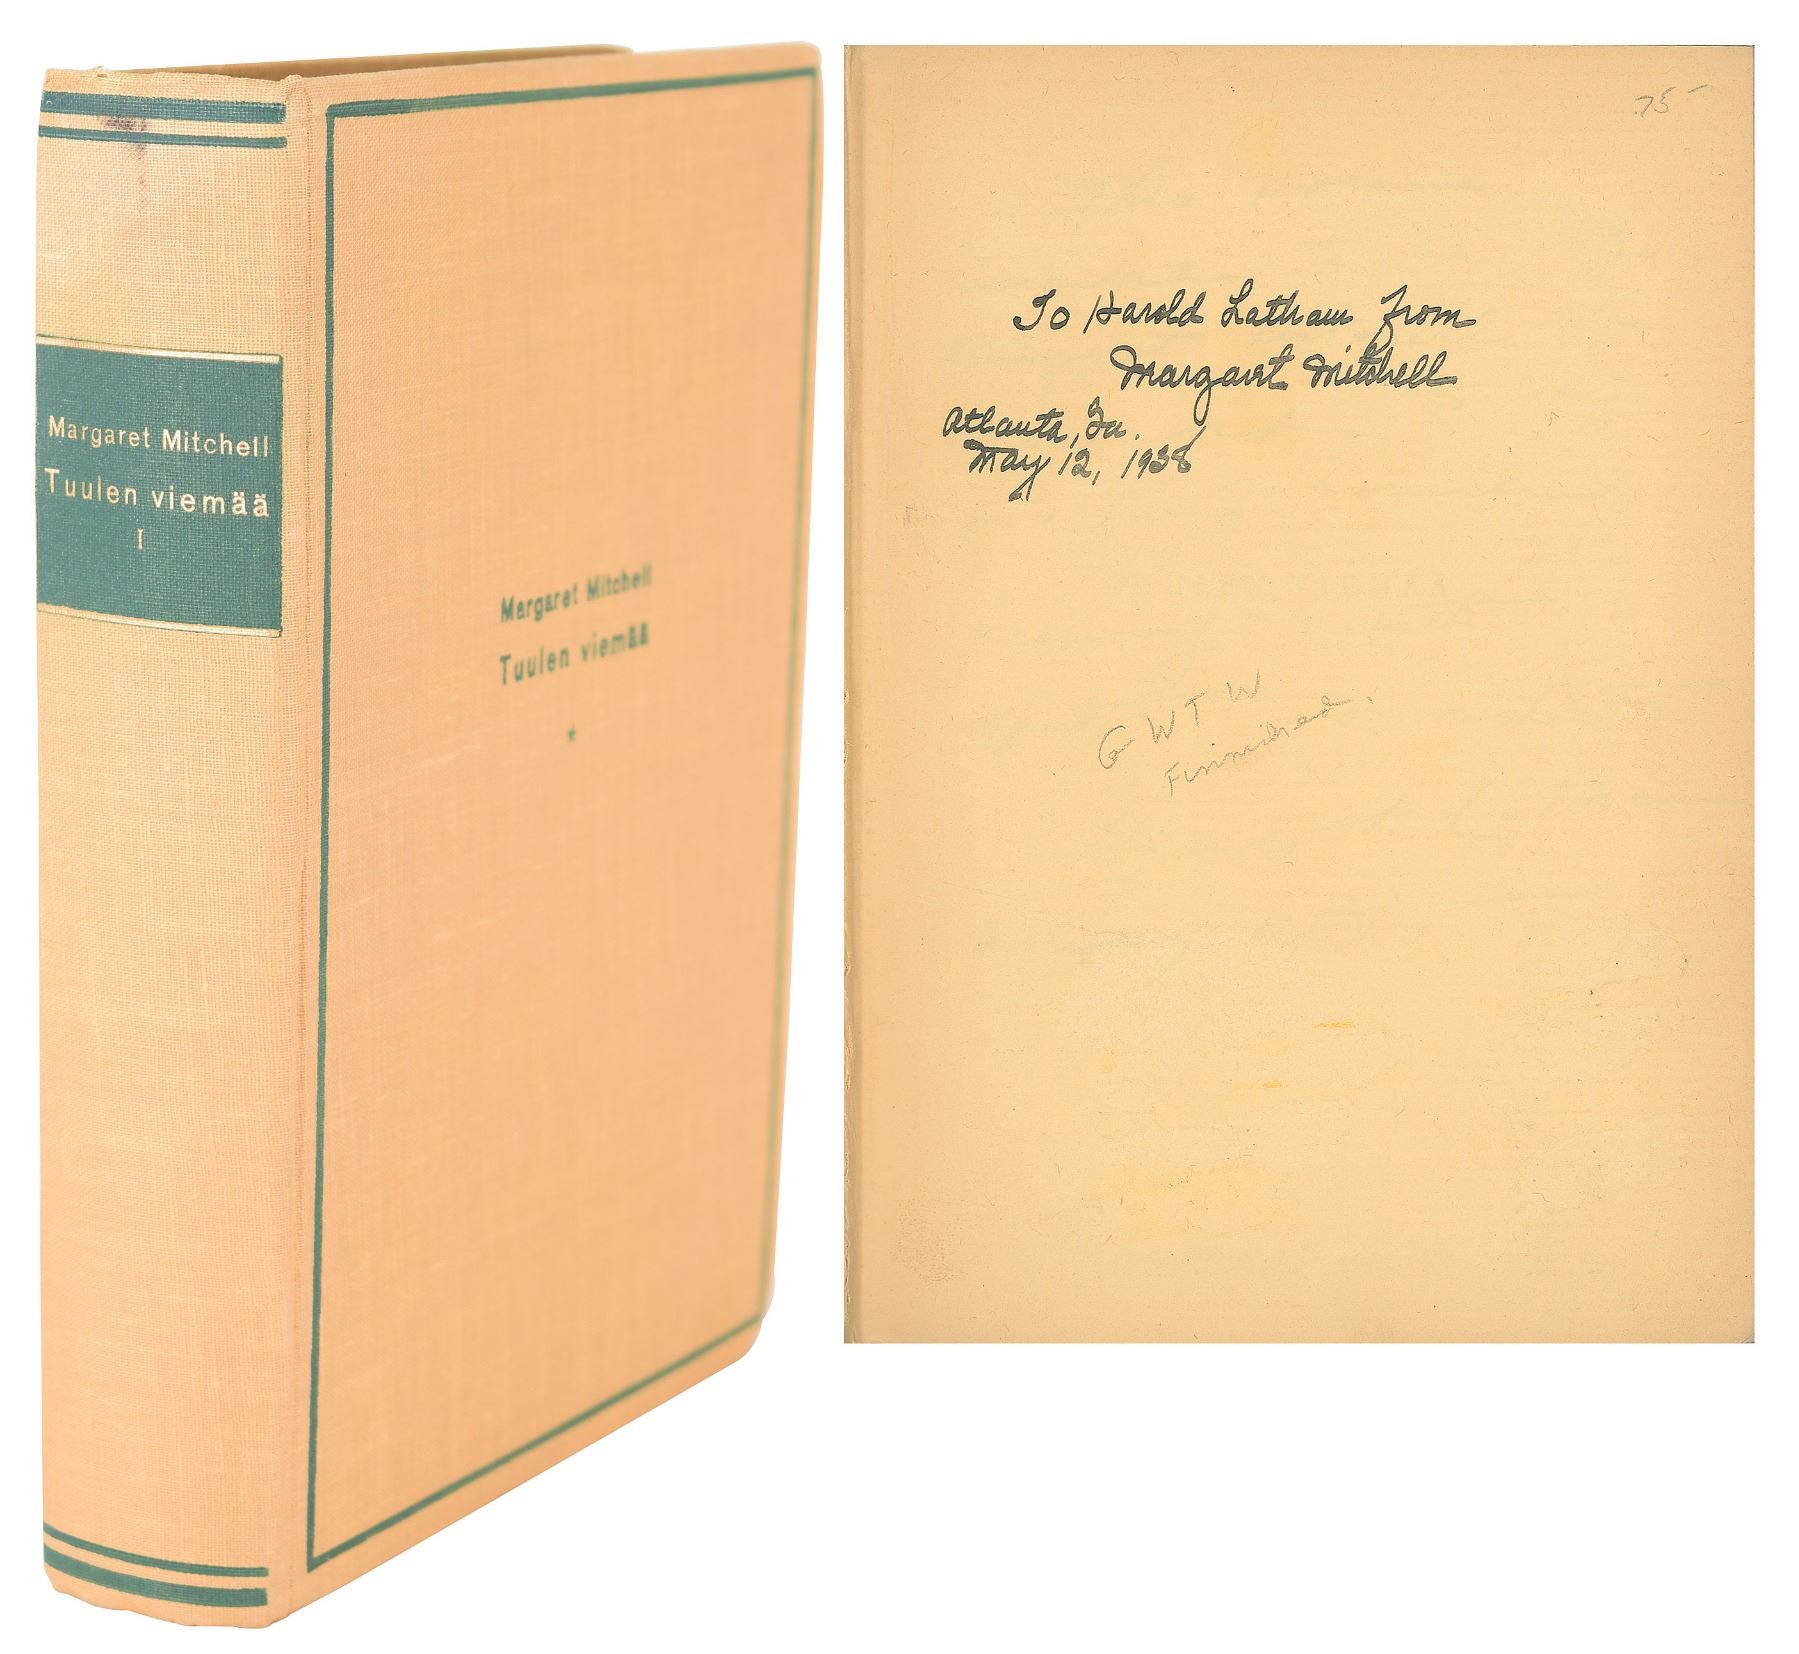 Margaret Mitchell
Tuulen viemää
I
Margaret Mitchell
Tuulen viemää
*
75-
To Harold Latham from
Margaret Mitchell
Atlanta, Ga.
May 12, 1938
G W T W